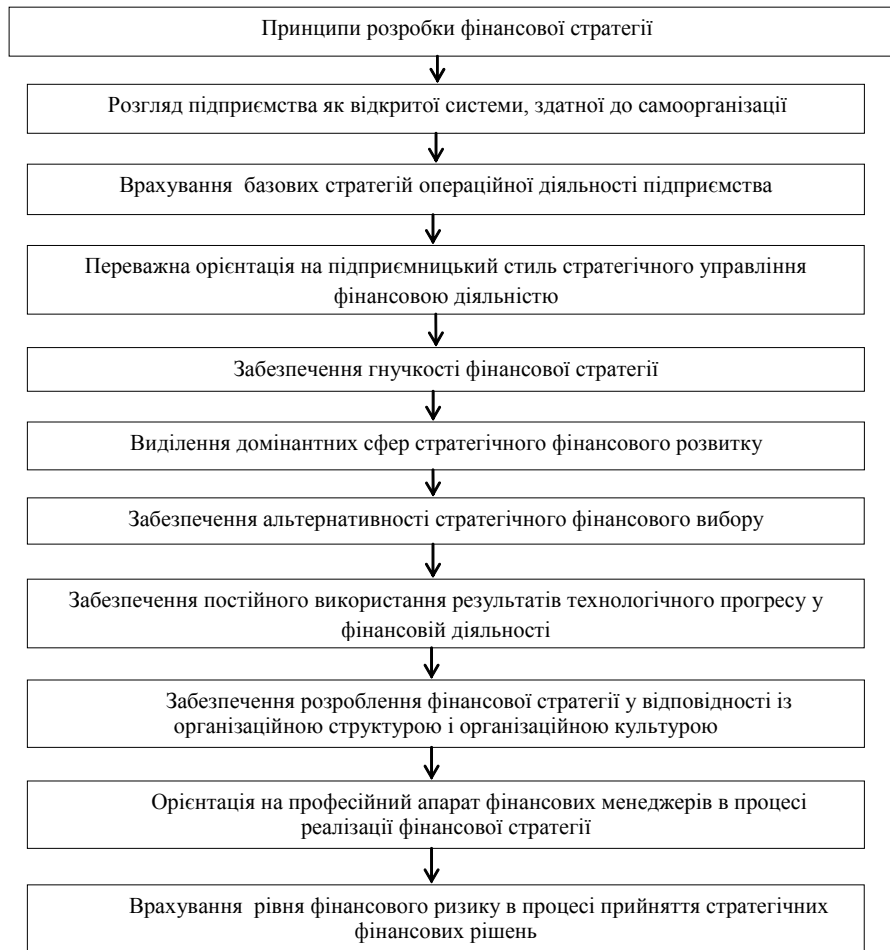 Принципи розробки фінансової стратегії
Розгляд підприємства як відкритої системи, здатної до самоорганізації
Врахування базових стратегій операційної діяльності підприємства
Переважна орієнтація на підприємницький стиль стратегічного управління
фінансовою діяльністю
Забезпечення гнучкості фінансової стратегії
Виділення домінантних сфер стратегічного фінансового розвитку
Забезпечення альтернативності стратегічного фінансового вибору
Забезпечення постійного використання результатів технологічного прогресу у
фінансовій діяльності
Забезпечення розроблення фінансової стратегії у відповідності із
організаційною структурою і організаційною культурою
Орієнтація на професійний апарат фінансових менеджерів в процесі
реалізації фінансової стратегії
Врахування рівня фінансового ризику в процесі прийняття стратегічних
фінансових рішень